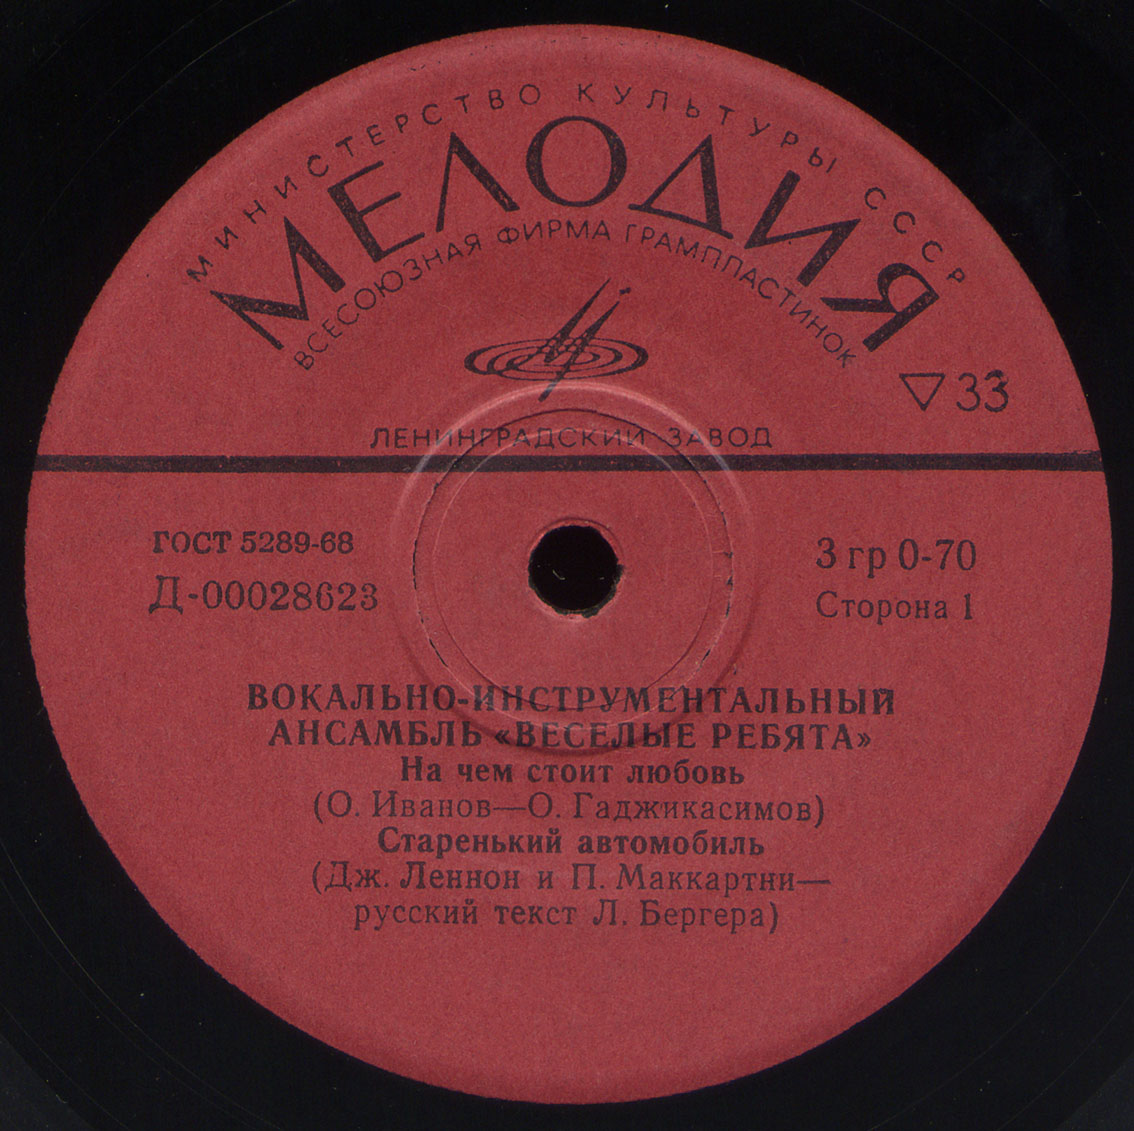 МИНИСТЕРСТВО КУЛЬТУРЫ СССР
МЕЛОДИЯ
ВСЕСОЮЗНАЯ ФИРМА ГРАМПЛАСТИНОК
▽33
ЛЕНИНГРАДСКИЙ ЗАВОД
ГОСТ 5289-68
3 гр 0-70
Д-00028623
Сторона 1
ВОКАЛЬНО-ИНСТРУМЕНТАЛЬНЫЙ
АНСАМБЛЬ «ВЕСЕЛЫЕ РЕБЯТА»
На чем стоит любовь
(О. Иванов—О. Гаджикасимов)
Старенький автомобиль
(Дж. Леннон и П. Маккартни—
русский текст Л. Бергера)